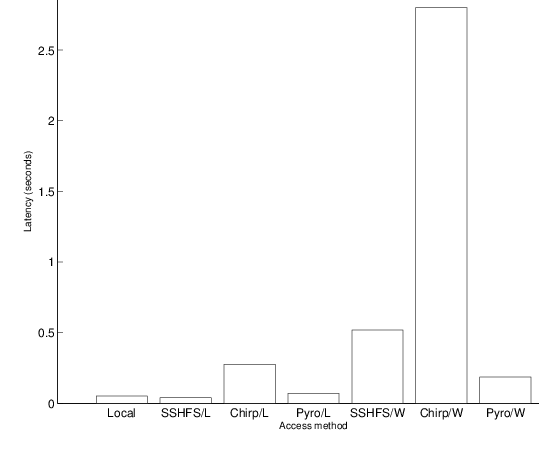 2.5
2
1.5
1
0.5
0
Latency (seconds)
Local SSHFS/L Chirp/L Pyro/L SSHFS/W Chirp/W Pyro/W
Access method